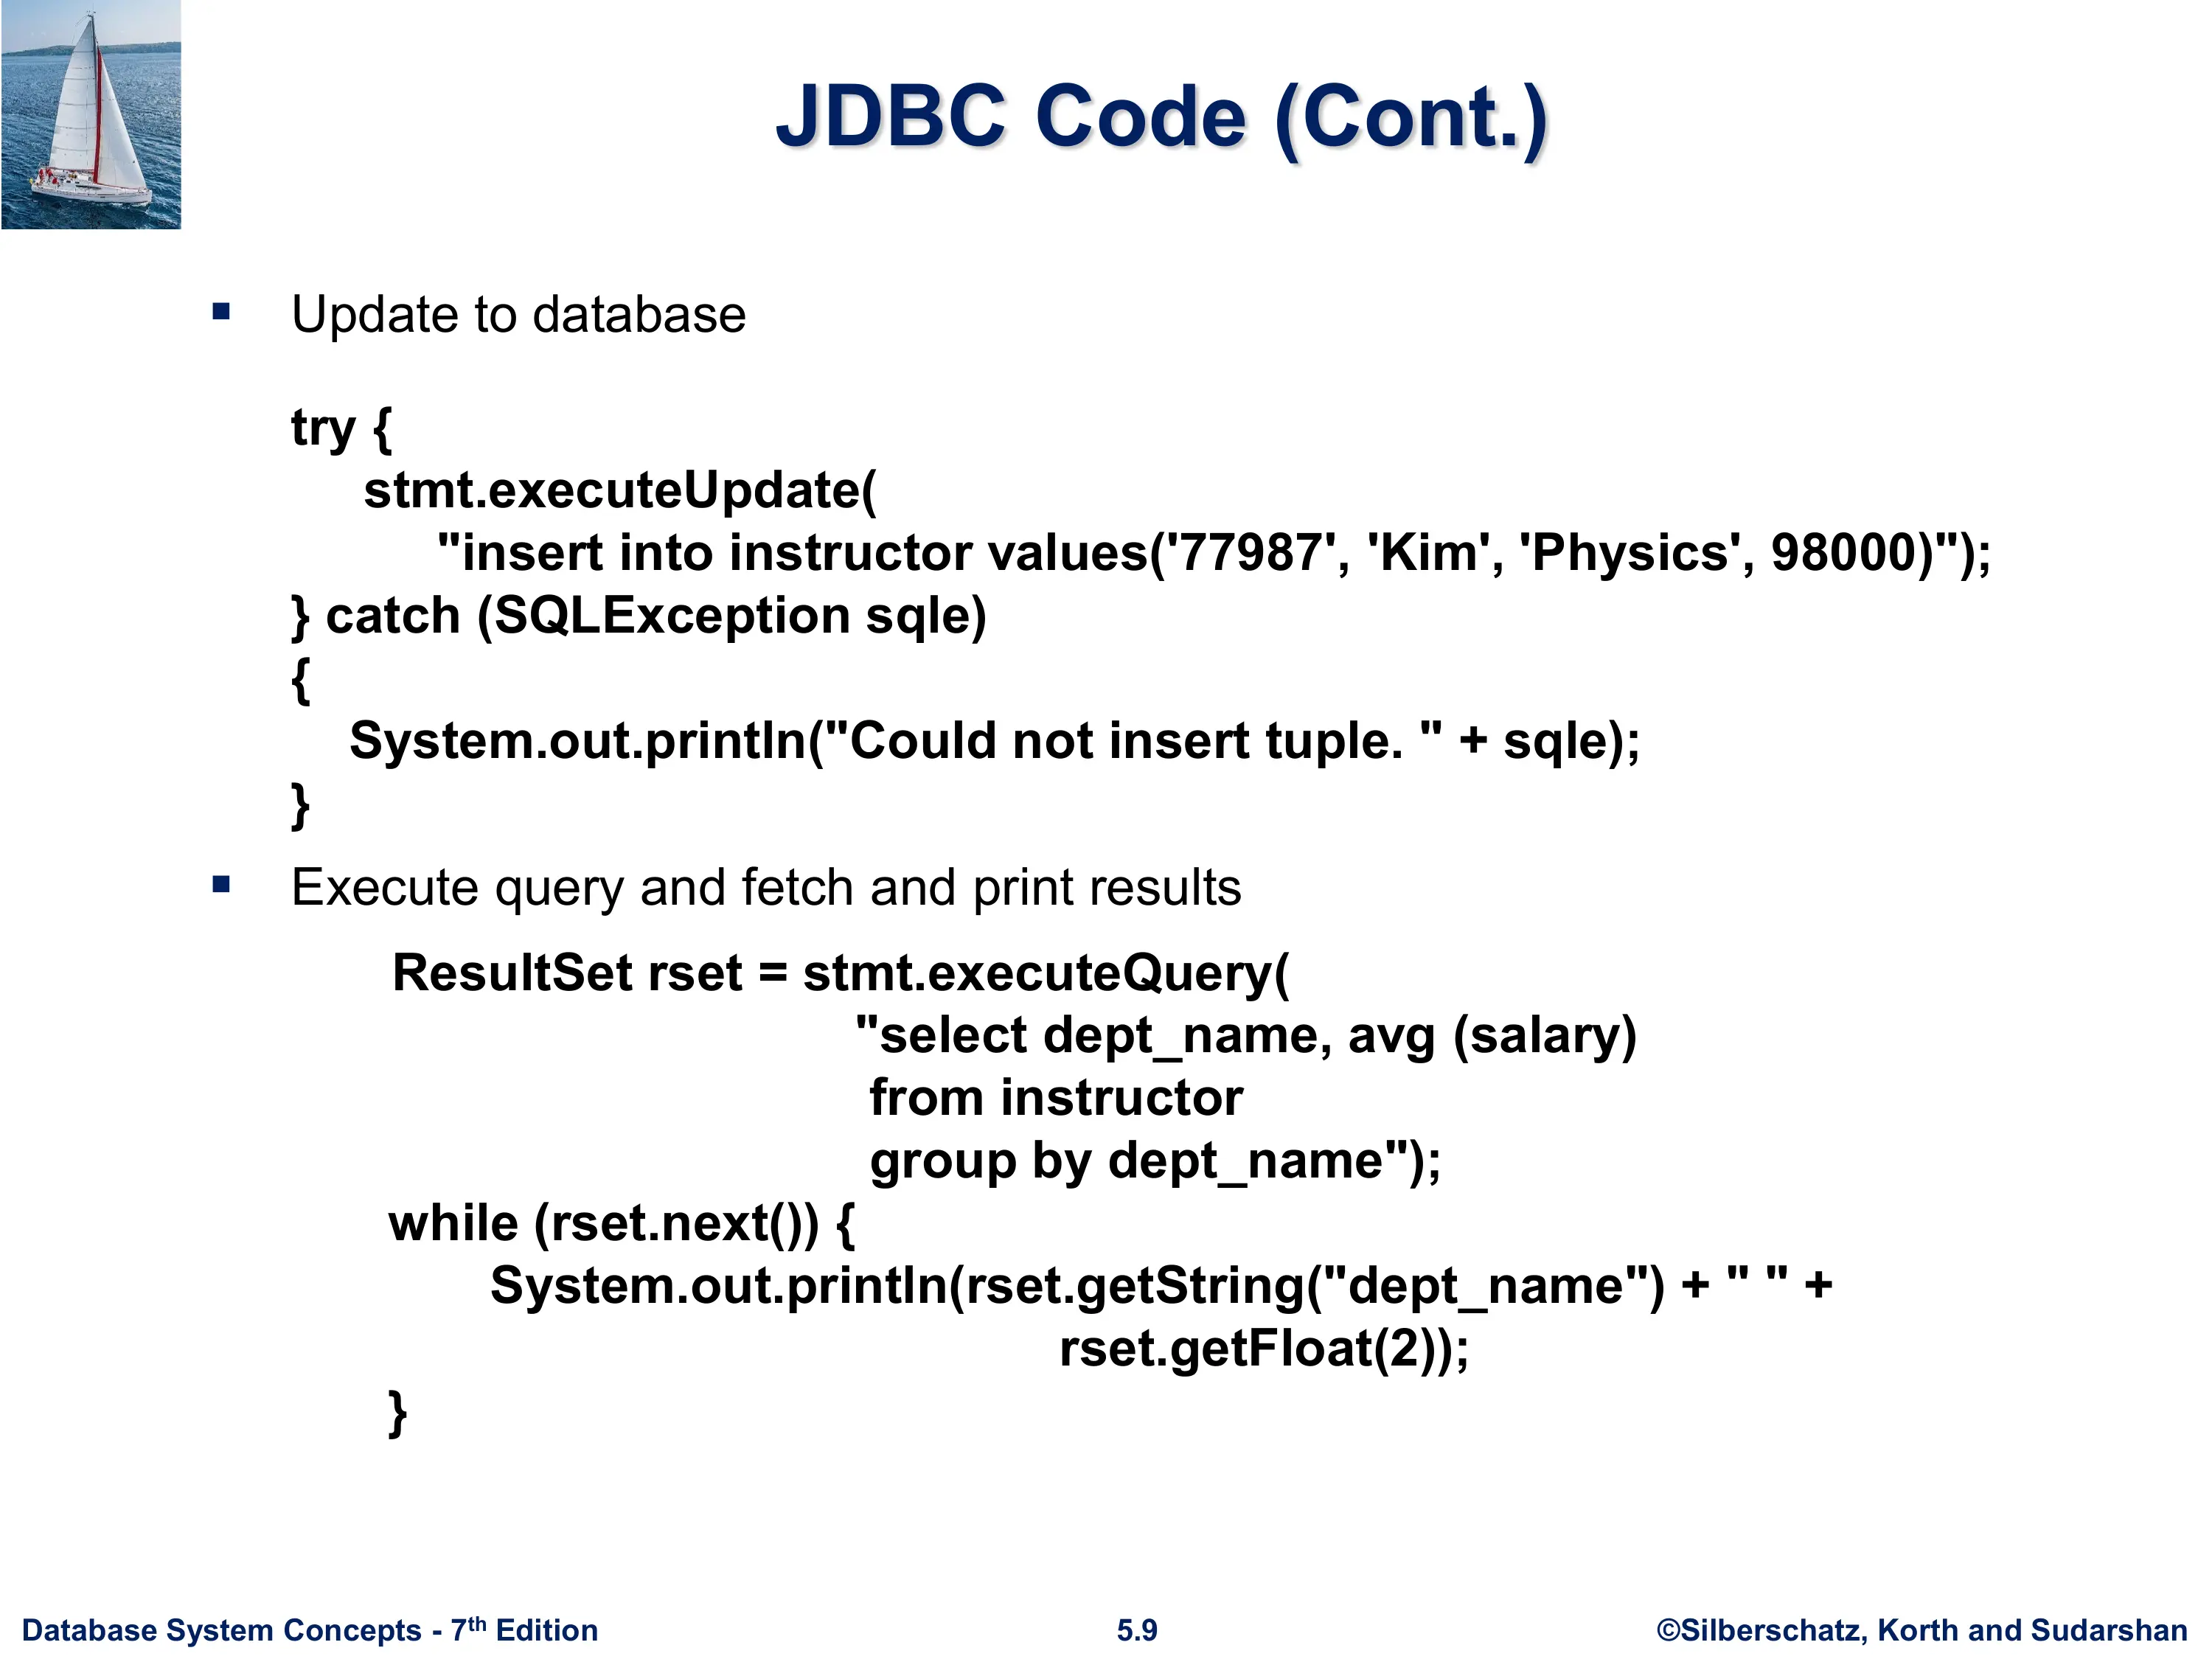 JDBC Code (Cont.)
▪ Update to database
try {
stmt.executeUpdate(
"insert into instructor values('77987', 'Kim', 'Physics', 98000)");
} catch (SQLException sqle)
{
System.out.println("Could not insert tuple. " + sqle);
}
▪ Execute query and fetch and print results
ResultSet rset = stmt.executeQuery(
"select dept_name, avg (salary)
from instructor
group by dept_name");
while (rset.next()) {
System.out.println(rset.getString("dept_name") + " " +
rset.getFloat(2));
}
Database System Concepts - 7th Edition 5.9 ©Silberschatz, Korth and Sudarshan